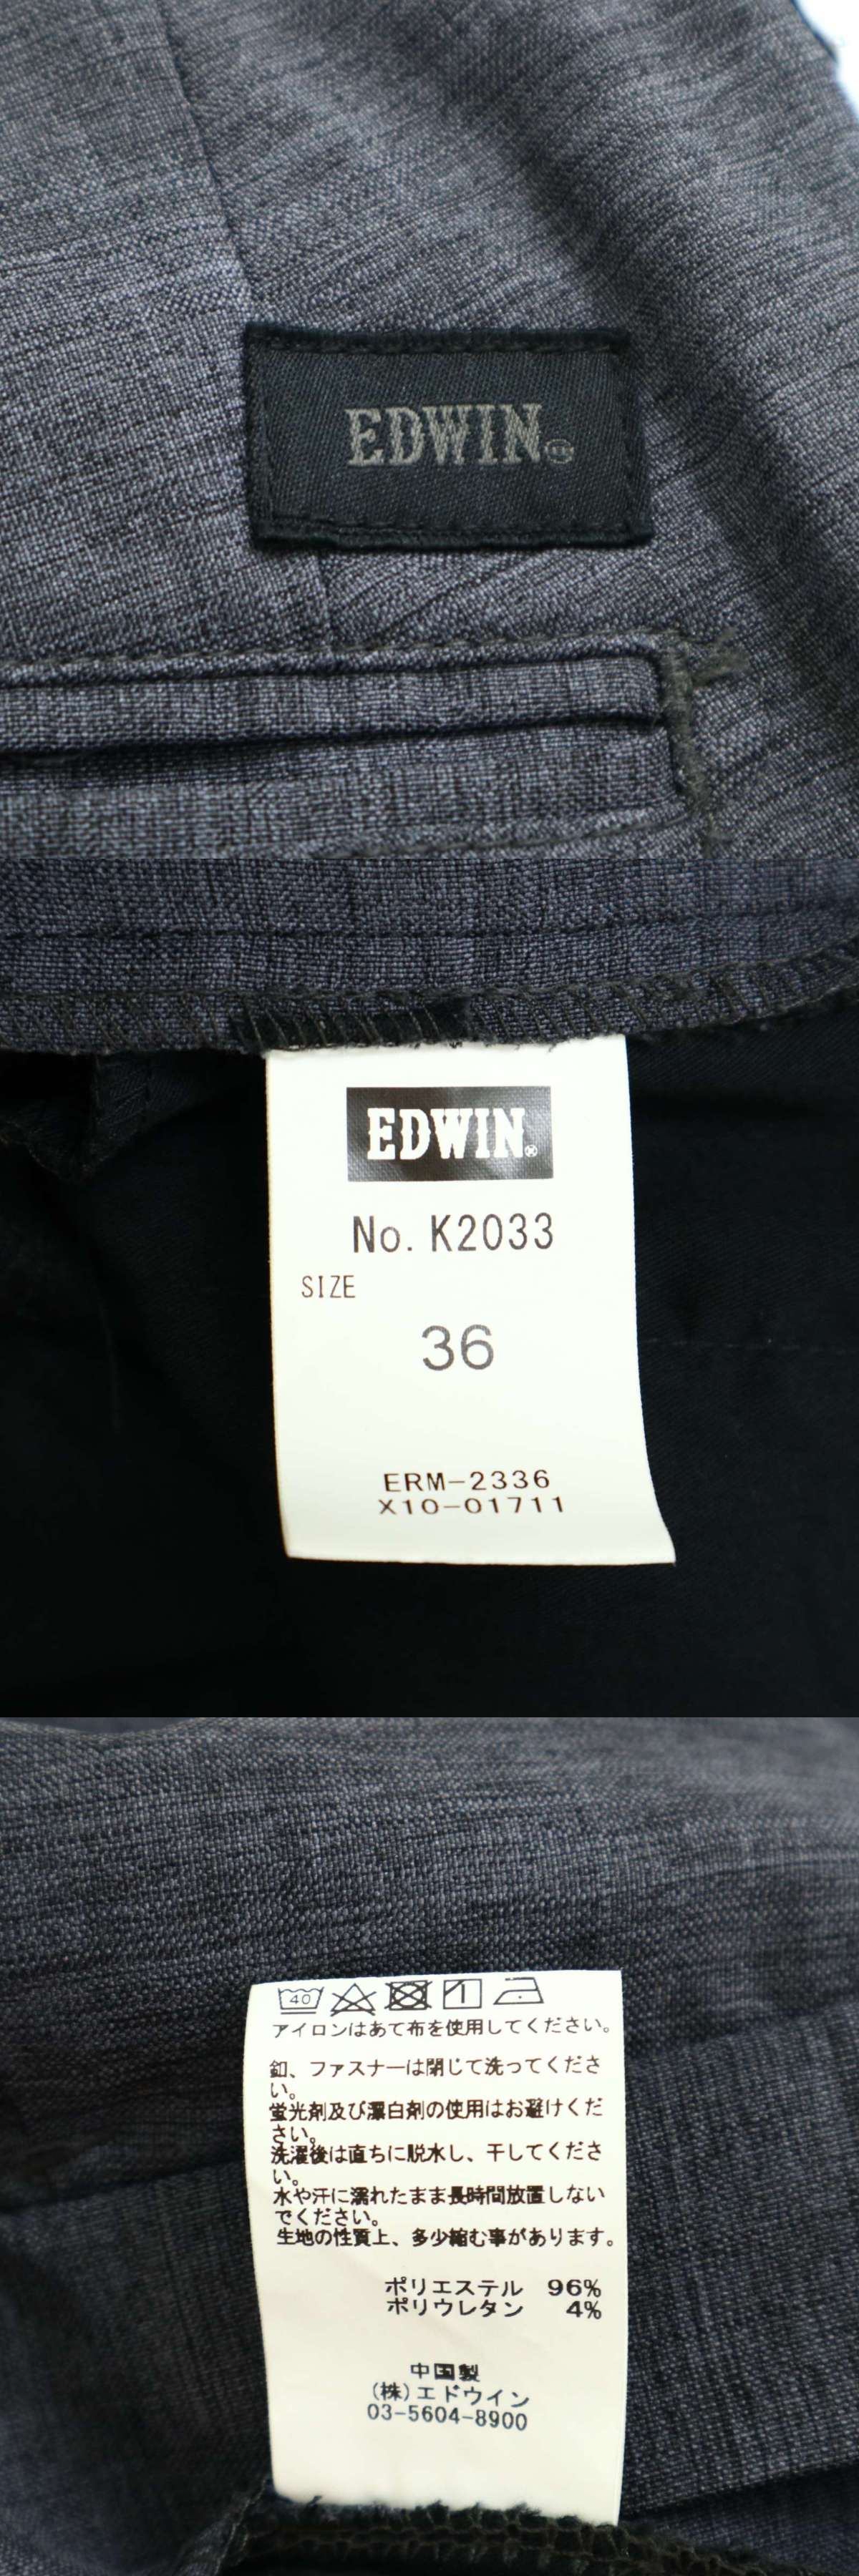 EDWIN®
EDWIN®
No. K2033
SIZE
36
ERM-2336
X10-01711
40
アイロンはあて布を使用してください。
釦、ファスナーは閉じて洗ってくださ
い。
蛍光剤及び漂白剤の使用はお避けくだ
さい。
洗濯後は直ちに脱水し、干してくださ
い。
水や汗に濡れたまま長時間放置しない
でください。
生地の性質上、多少縮む事があります。
ポリエステル 96%
ポリウレタン 4%
中国製
(株)エドウイン
03-5604-8900